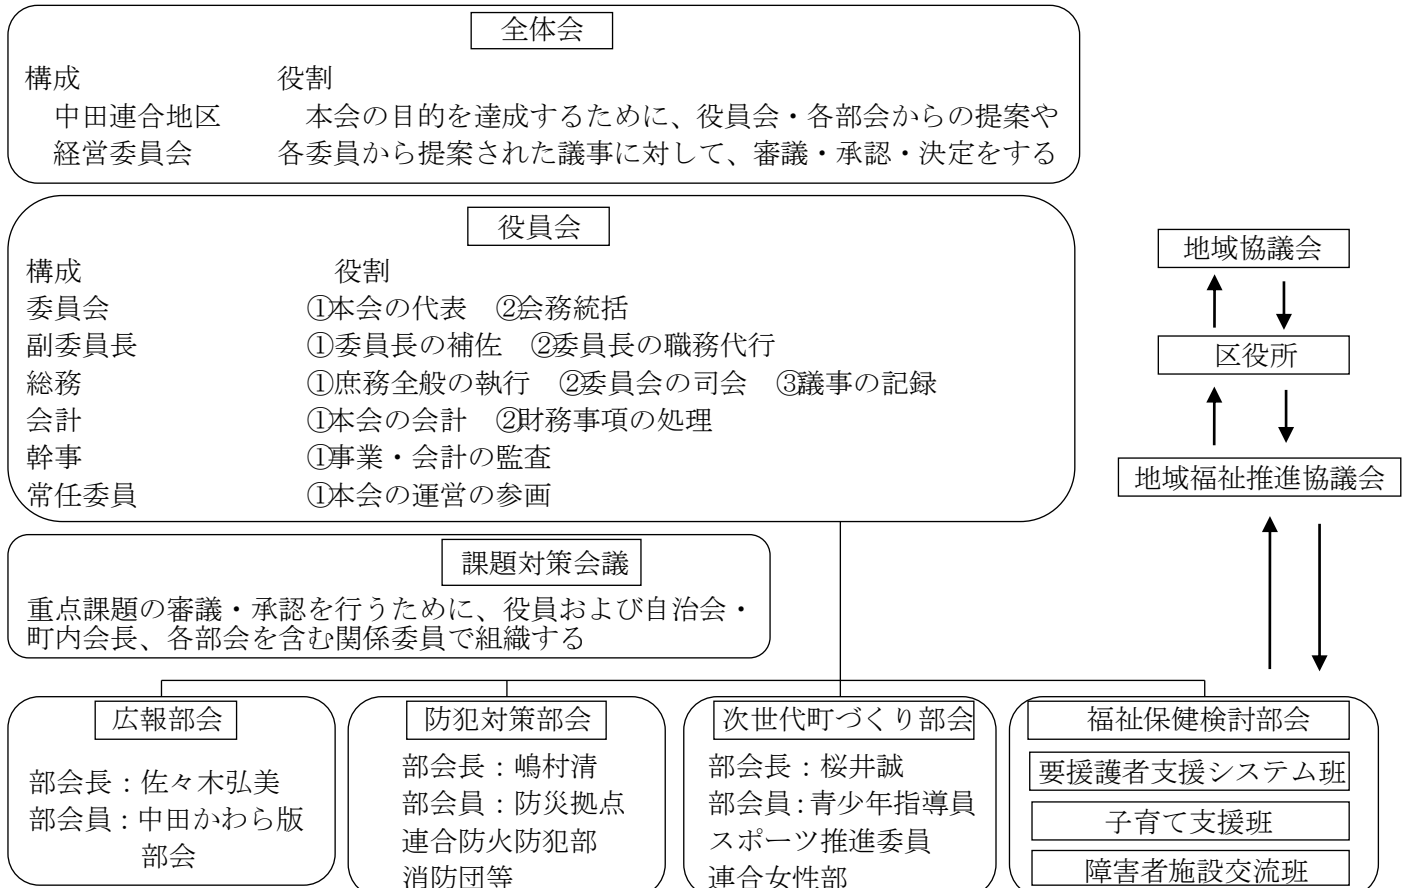 全体会
構成 役割
中田連合地区 本会の目的を達成するために、役員会・各部会からの提案や
経営委員会 各委員から提案された議事に対して、審議・承認・決定をする
役員会
構成 役割
委員会 ①本会の代表 ②会務統括
副委員長 ①委員長の補佐 ②委員長の職務代行
総務 ①庶務全般の執行 ②委員会の司会 ③議事の記録
会計 ①本会の会計 ②財務事項の処理
幹事 ①事業・会計の監査
常任委員 ①本会の運営の参画
地域協議会
区役所
地域福祉推進協議会
課題対策会議
重点課題の審議・承認を行うために、役員および自治会・
町内会長、各部会を含む関係委員で組織する
広報部会
部会長：佐々木弘美
部会員：中田かわら版
部会
防犯対策部会
部会長：嶋村清
部会員：防災拠点
連合防火防犯部
消防団等
次世代町づくり部会
部会長：桜井誠
部会員：青少年指導員
スポーツ推進委員
連合女性部
福祉保健検討部会
要援護者支援システム班
子育て支援班
障害者施設交流班